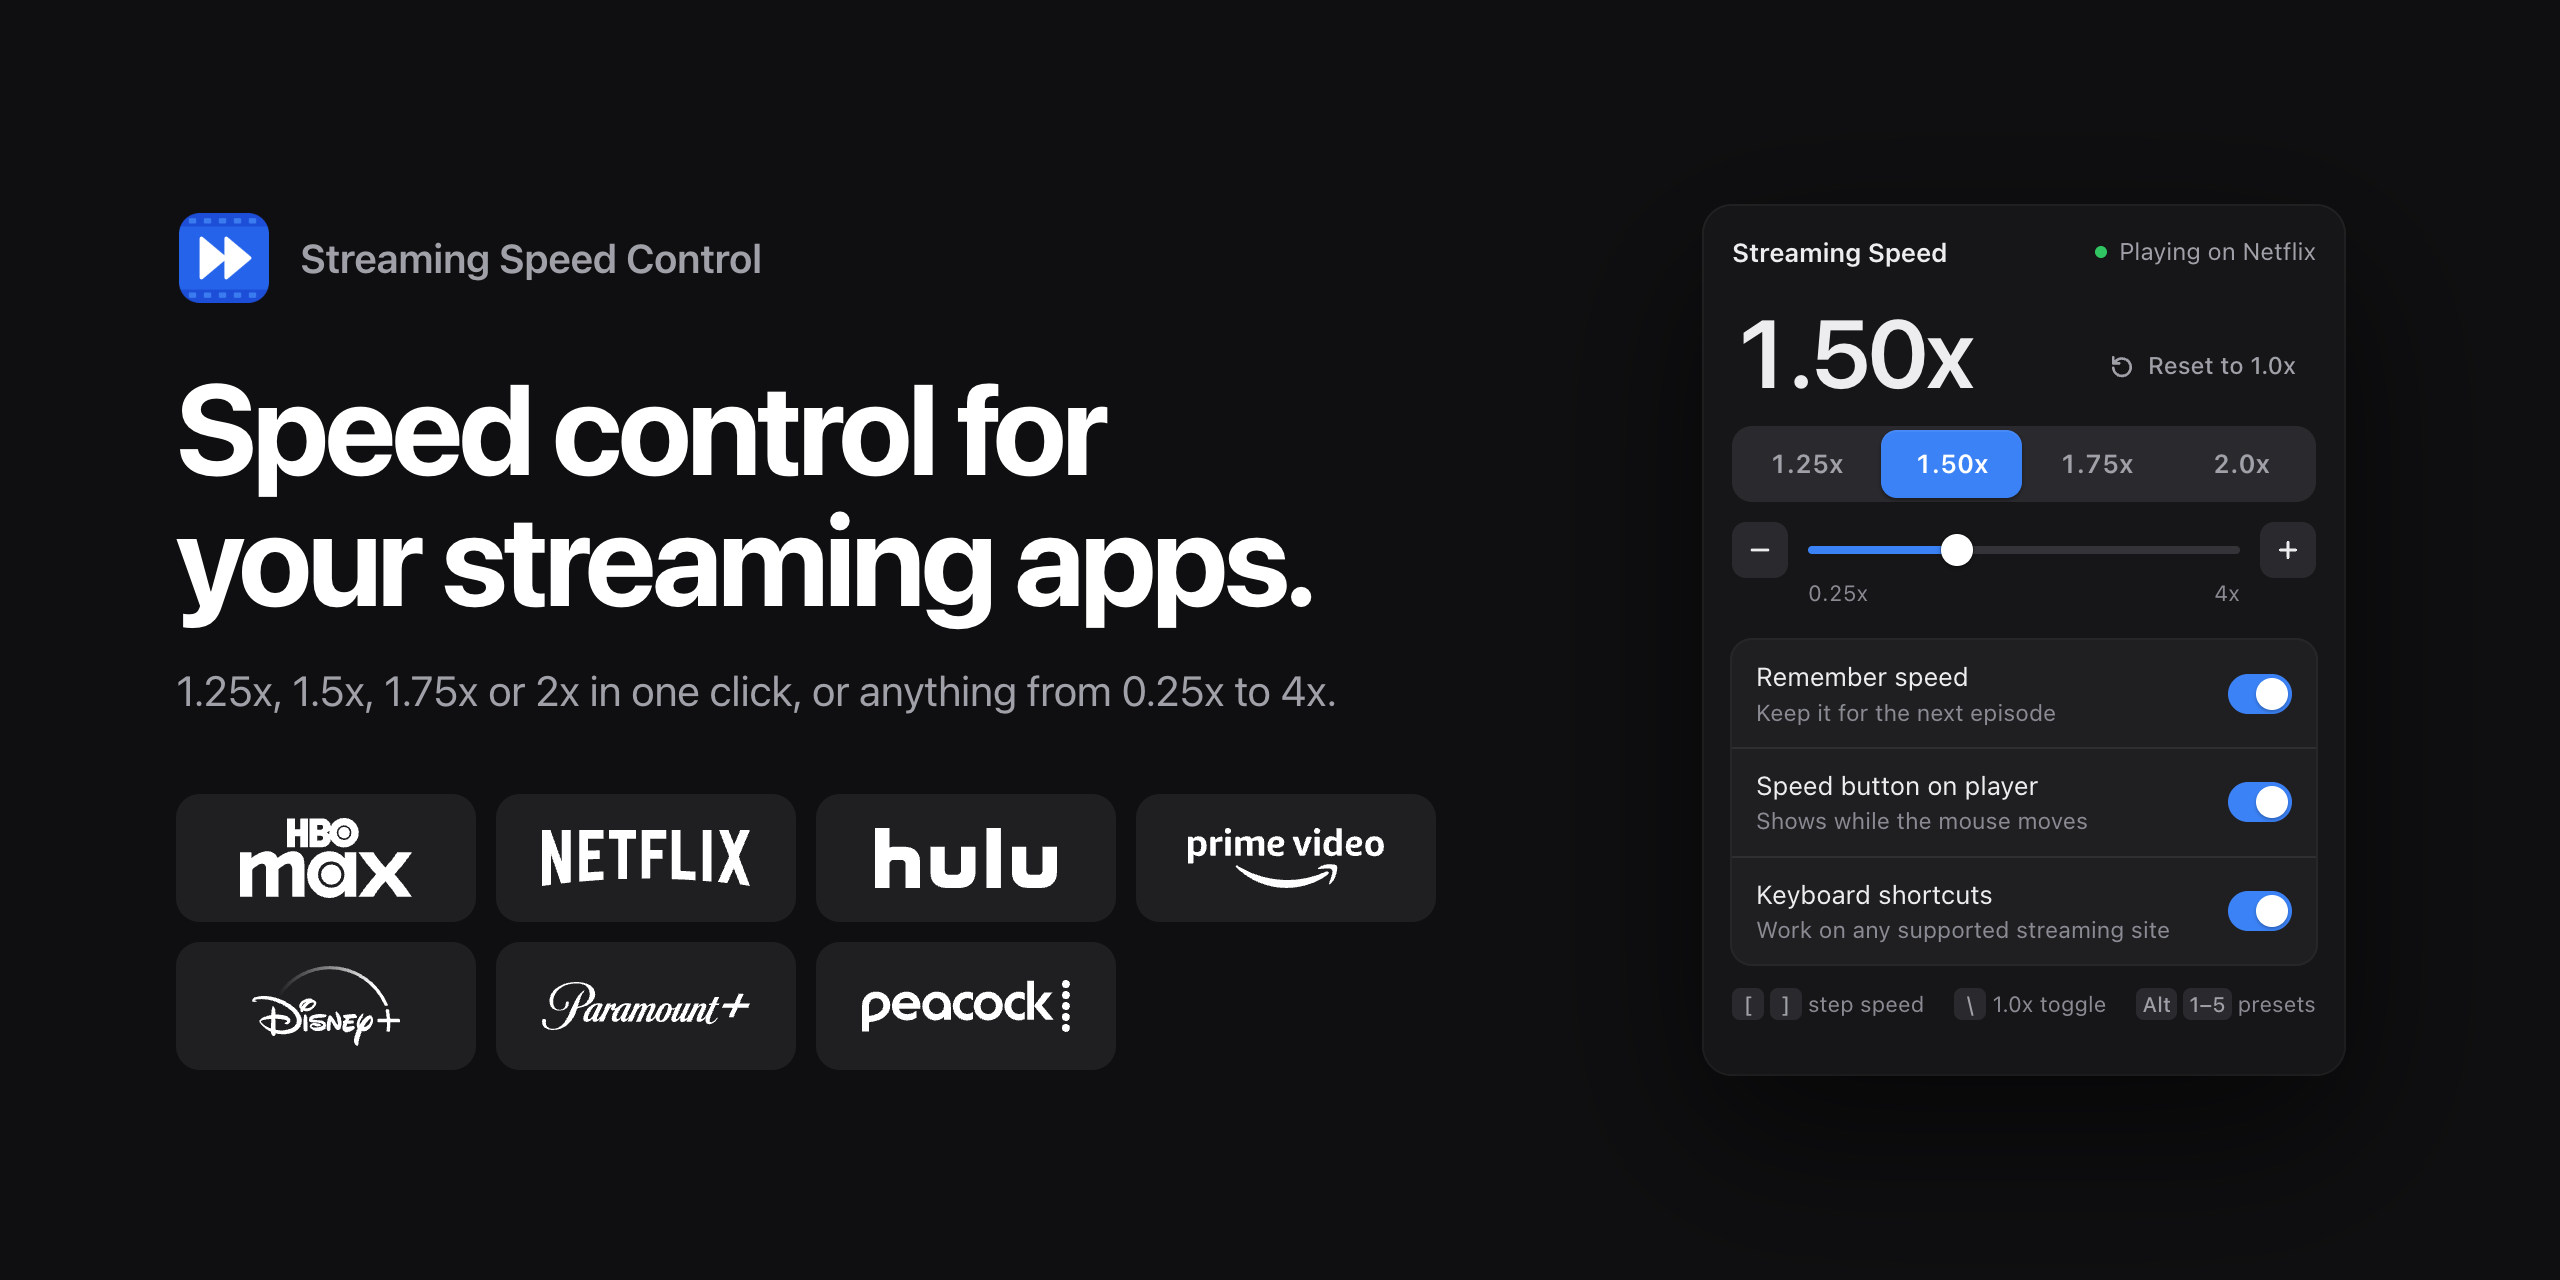 Streaming Speed Control
Speed control for
your streaming apps.
1.25x, 1.5x, 1.75x or 2x in one click, or anything from 0.25x to 4x.
HBO
max
NETFLIX
hulu
prime video
Disney+
Paramount+
peacock
Streaming Speed
Playing on Netflix
1.50x
Reset to 1.0x
1.25x 1.50x 1.75x 2.0x
− +
0.25x 4x
Remember speed
Keep it for the next episode
Speed button on player
Shows while the mouse moves
Keyboard shortcuts
Work on any supported streaming site
[ ] step speed \ 1.0x toggle Alt 1–5 presets